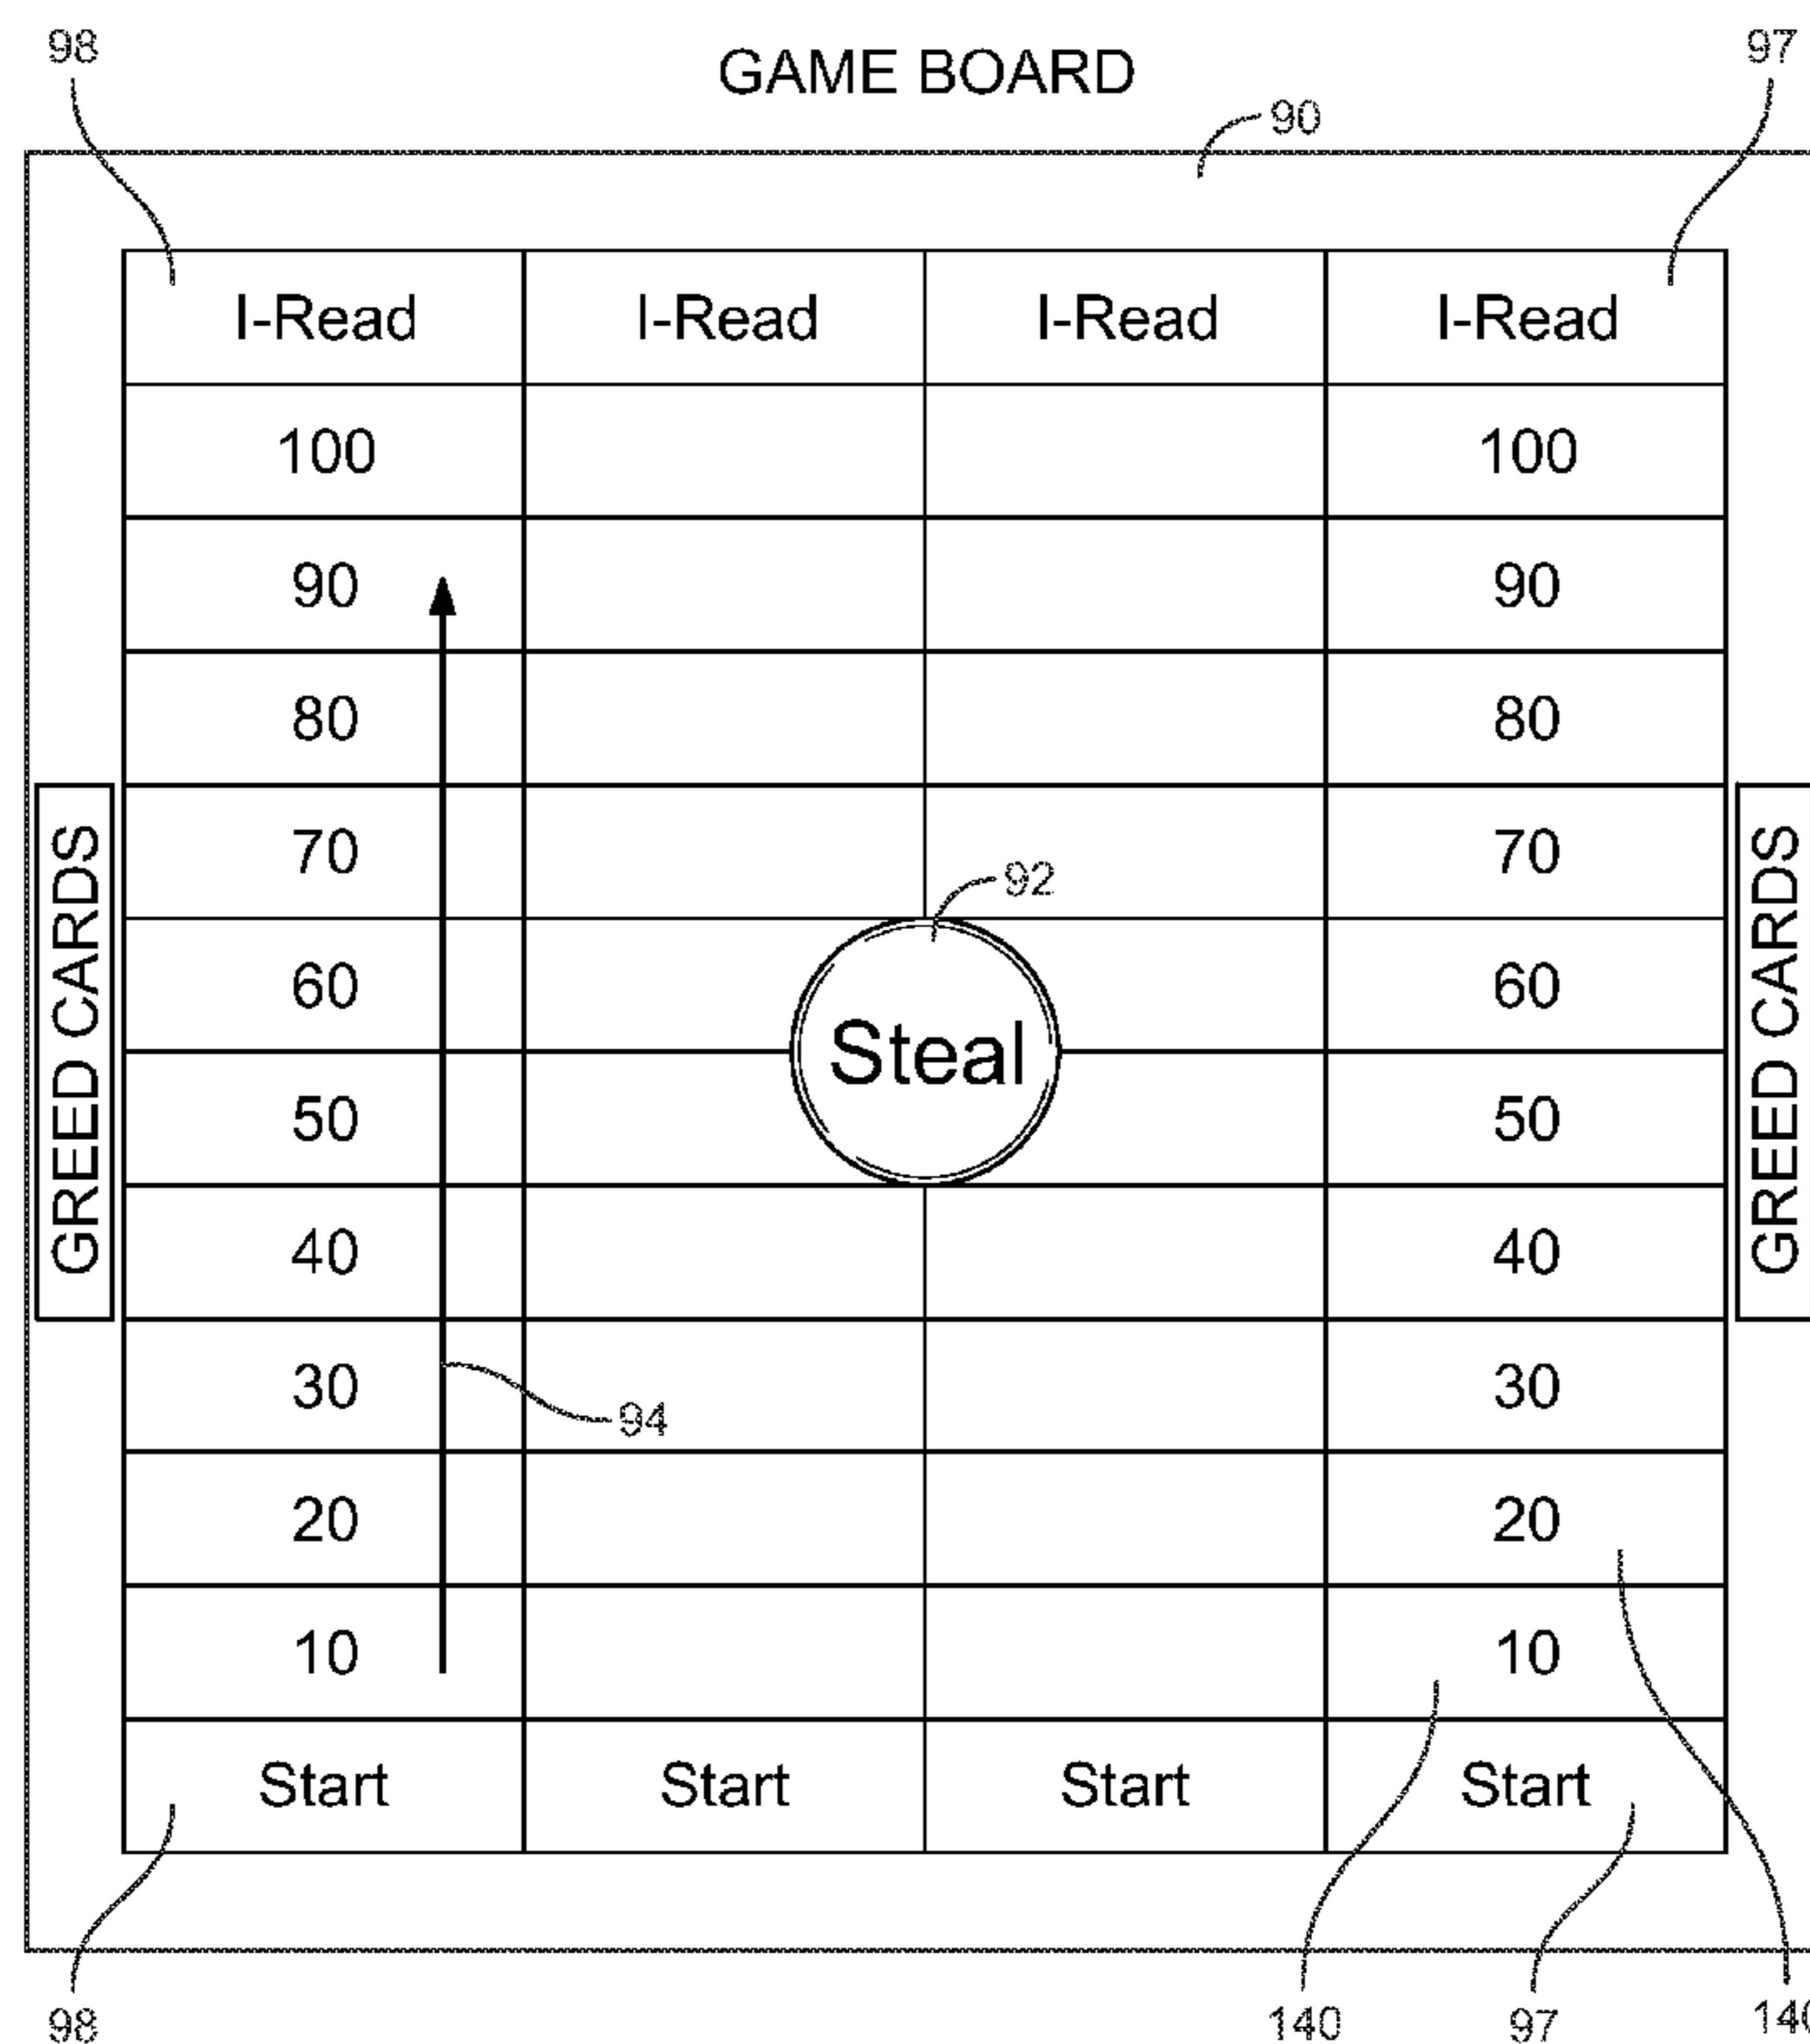 98 GAME BOARD 97
90
I-Read I-Read I-Read I-Read
100 100
90 90
80 80
70 70
92
60 60
Steal
50 50
40 40
GREED CARDS GREED CARDS
30 30
94
20 20
10 10
Start Start Start Start
98 140 97 140